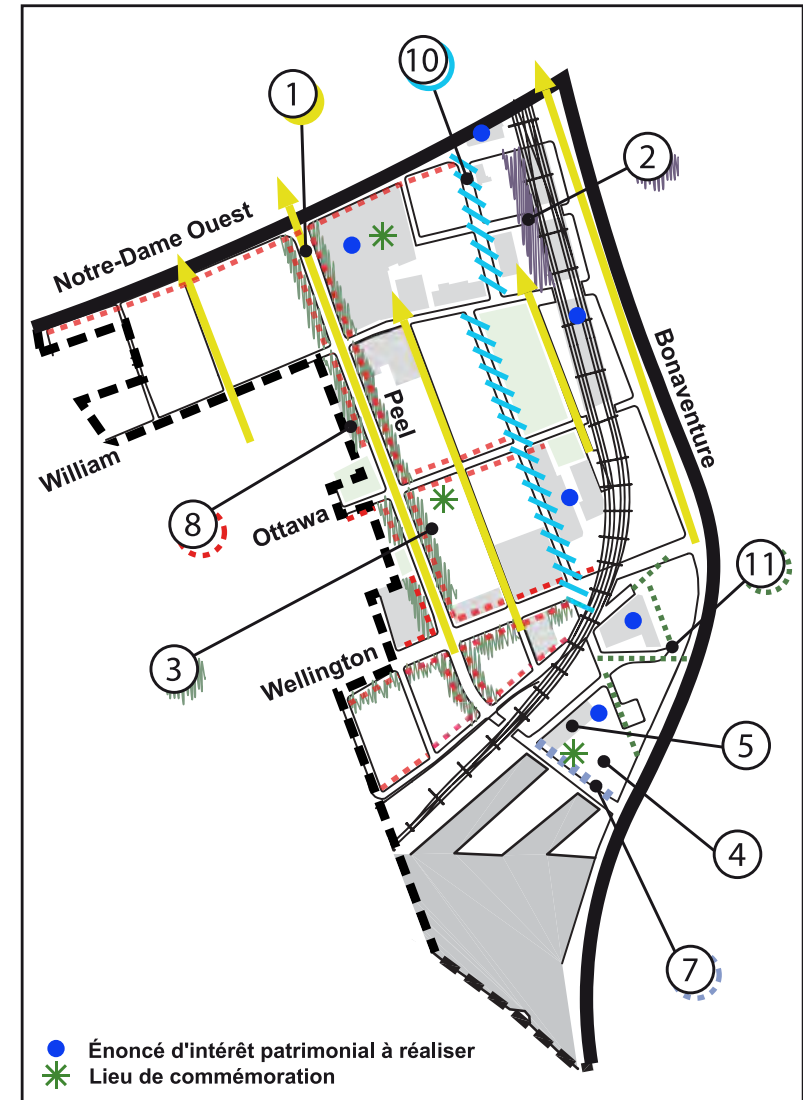 10
1
2
Notre-Dame Ouest
Bonaventure
Peel
William
8
Ottawa
11
3
Wellington
5
4
7
Énoncé d'intérêt patrimonial à réaliser
Lieu de commémoration